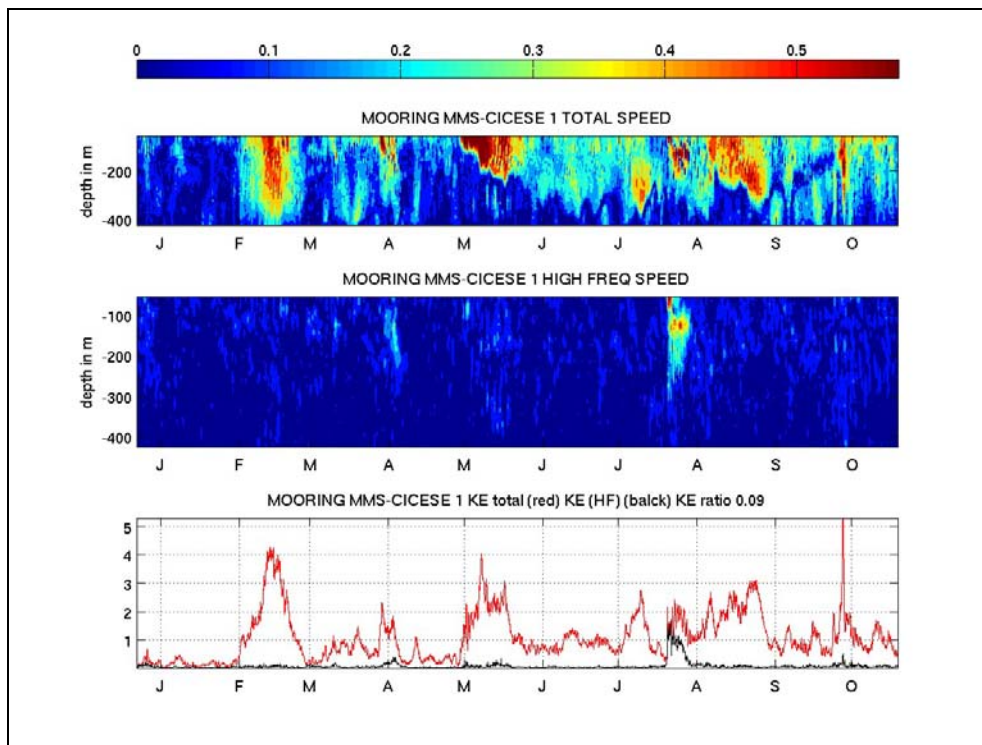 0 0.1 0.2 0.3 0.4 0.5
MOORING MMS-CICESE 1 TOTAL SPEED
depth in m
-200
-400
J F M A M J J A S O
MOORING MMS-CICESE 1 HIGH FREQ SPEED
depth in m
-100
-200
-300
-400
J F M A M J J A S O
MOORING MMS-CICESE 1 KE total (red) KE (HF) (balck) KE ratio 0.09
5
4
3
2
1
J F M A M J J A S O